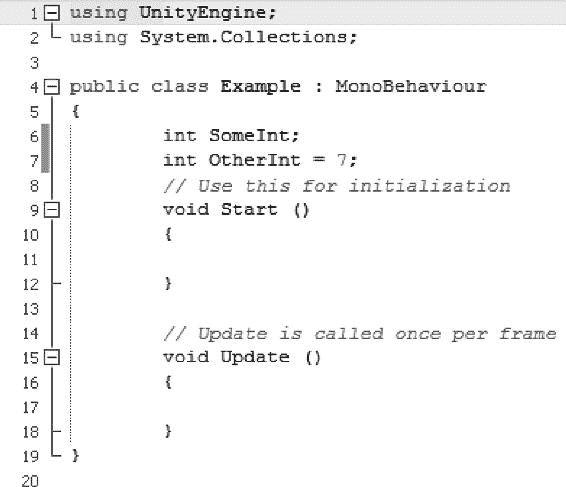 1 using UnityEngine;
2 using System.Collections;
3
4 public class Example : MonoBehaviour
5 {
6 int SomeInt;
7 int OtherInt = 7;
8 // Use this for initialization
9 void Start ()
10 {
11
12 }
13
14 // Update is called once per frame
15 void Update ()
16 {
17
18 }
19 }
20